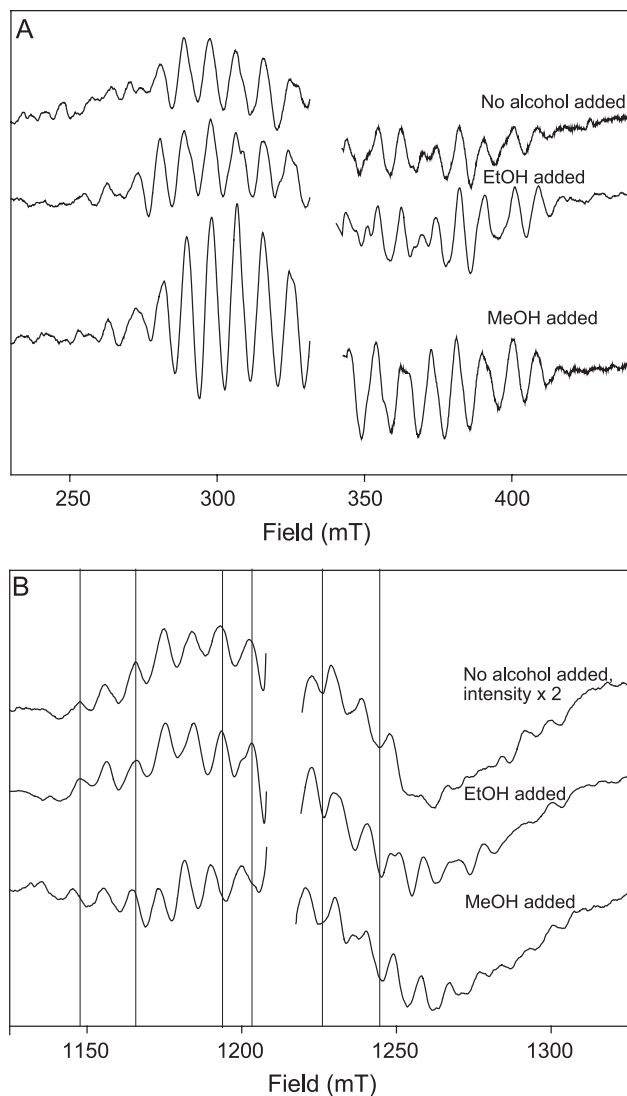 A
No alcohol added
EtOH added
MeOH added
250 300 350 400
Field (mT)
B
No alcohol added,
intensity x 2
EtOH added
MeOH added
1150 1200 1250 1300
Field (mT)